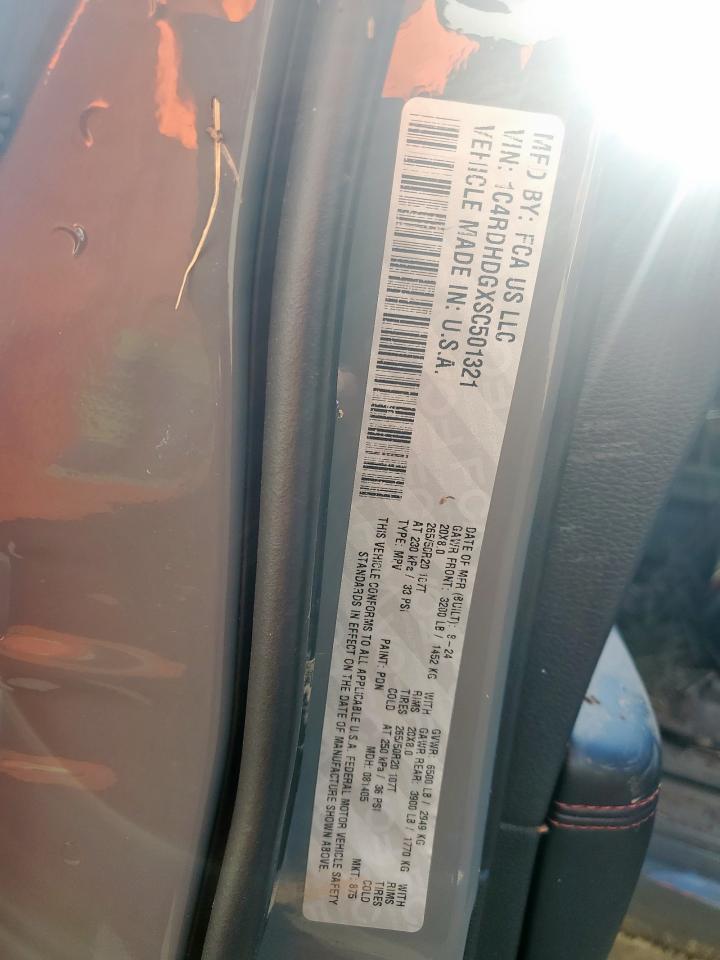 MFD BY: FCA US LLC
VIN: 1C4RDHDGXSC501321
VEHICLE MADE IN: U.S.A.
DATE OF MFR (BUILT): 8-24 GVWR 6500 LB / 2949 KG
GAWR FRONT: 3200 LB / 1452 KG WITH GAWR REAR: 3900 LB / 1770 KG WITH
20X8.0 RIMS 20X8.0 RIMS
265/50R20 107T TIRES 265/50R20 107T TIRES
AT 230 kPa / 33 PSI COLD AT 250 kPa / 36 PSI COLD
TYPE: MPV PAINT: PDN MDH: 081405 MKT: 875
THIS VEHICLE CONFORMS TO ALL APPLICABLE U.S.A. FEDERAL MOTOR VEHICLE SAFETY
STANDARDS IN EFFECT ON THE DATE OF MANUFACTURE SHOWN ABOVE.